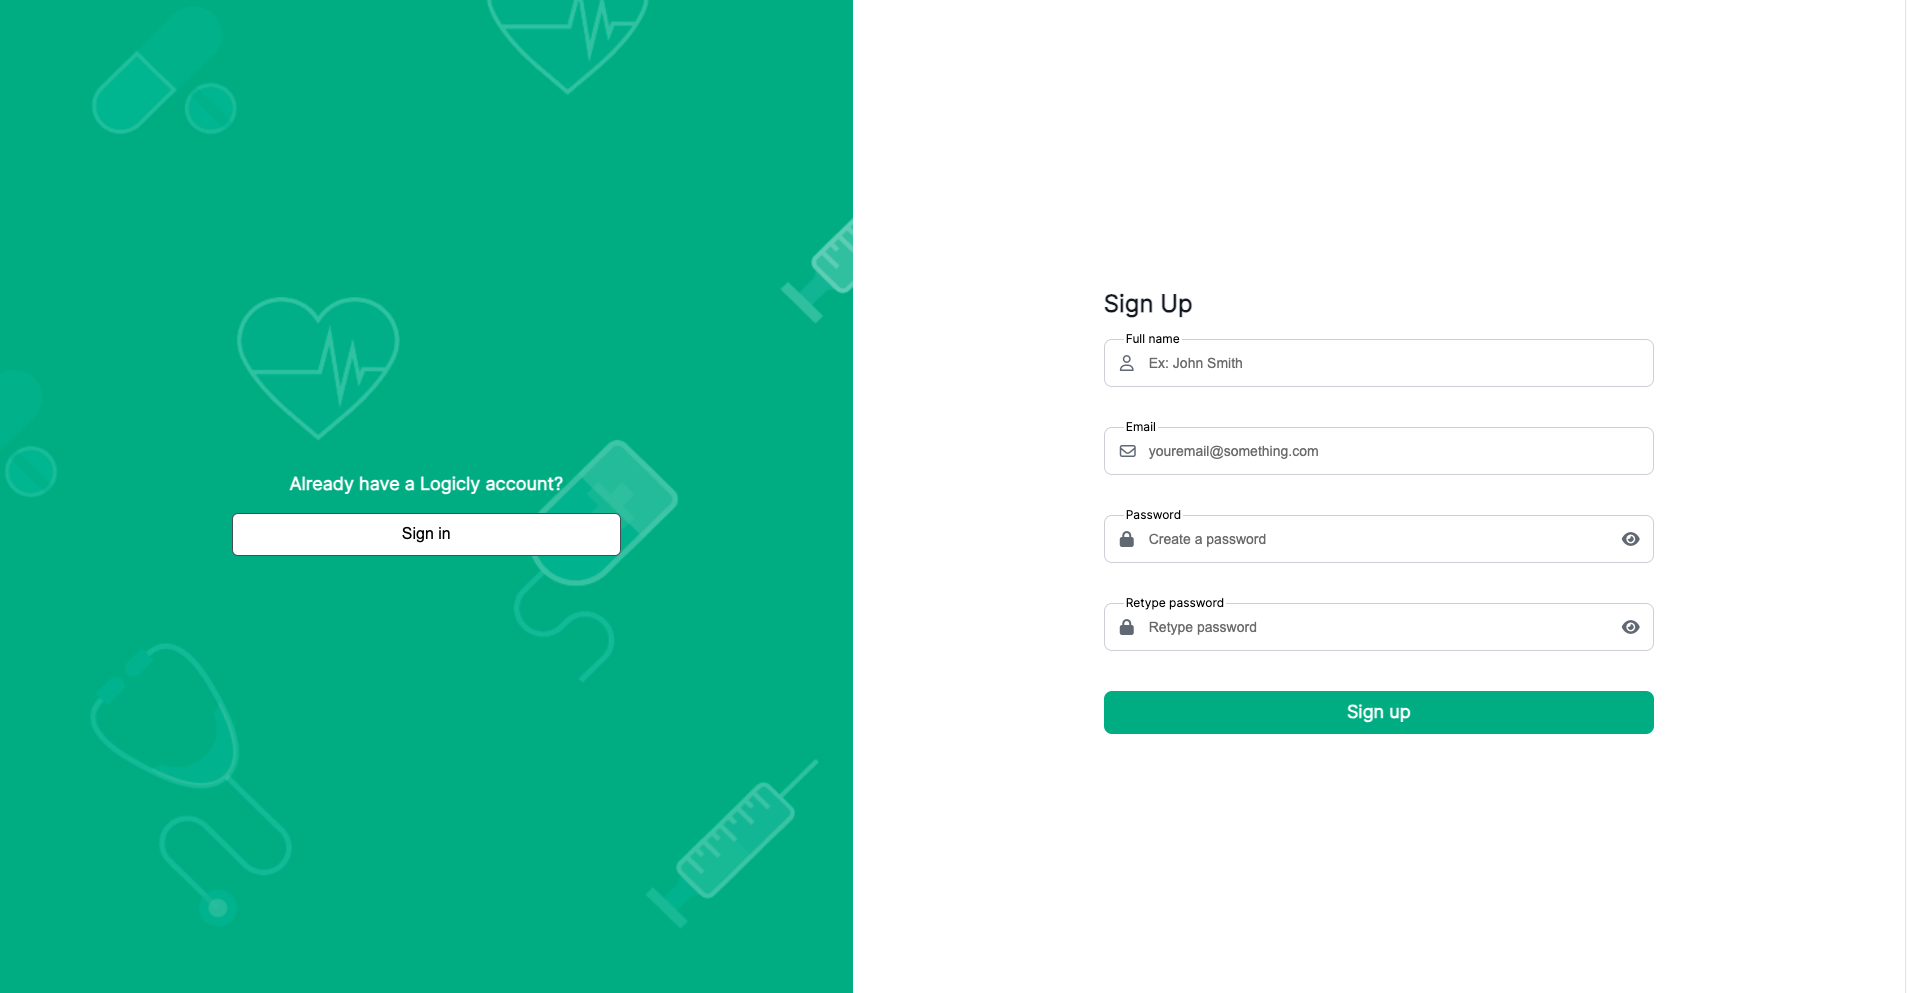 Already have a Logicly account?
Sign in
Sign Up
Full name
Ex: John Smith
Email
youremail@something.com
Password
Create a password
Retype password
Retype password
Sign up